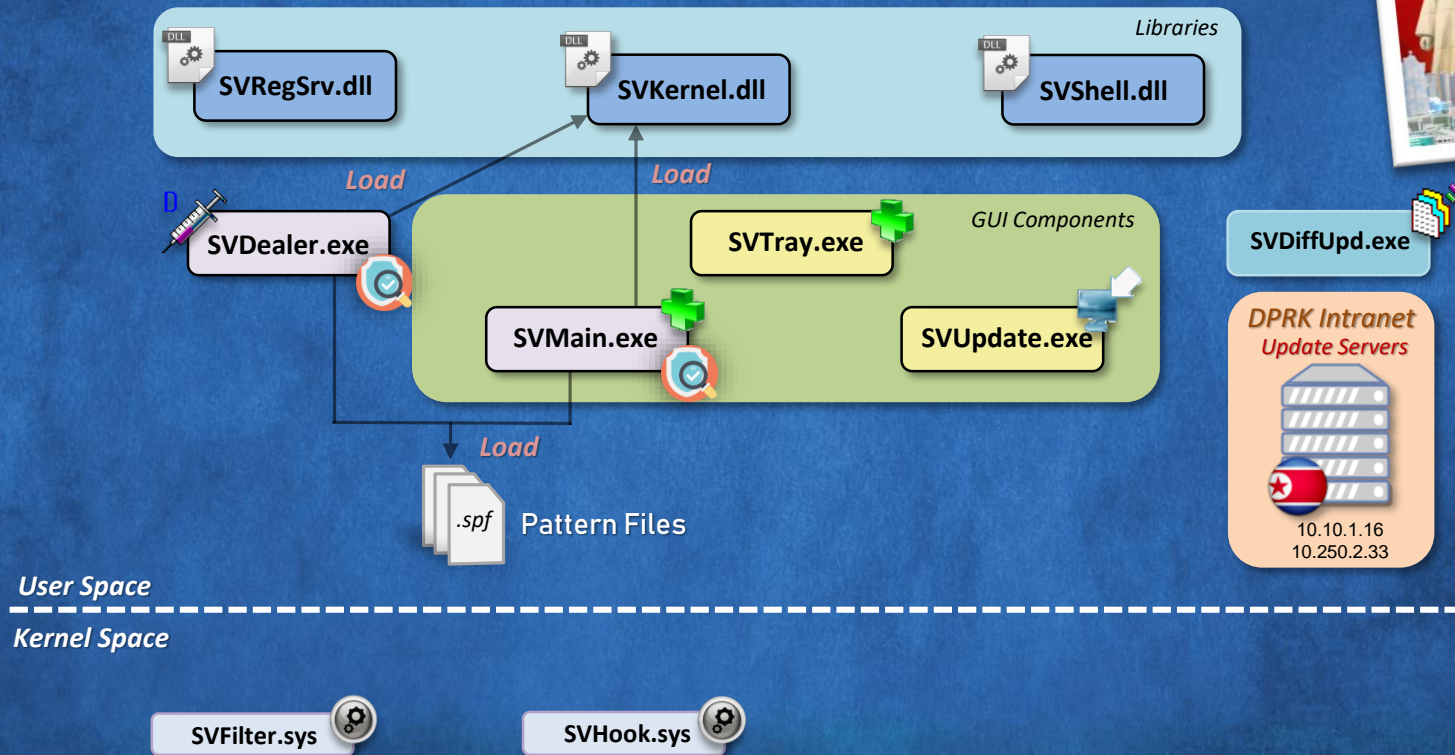 Libraries
DLL
SVRegSrv.dll
DLL
SVKernel.dll
DLL
SVShell.dll
Load
Load
D
SVDealer.exe
GUI Components
SVTray.exe
SVDiffUpd.exe
SVMain.exe
SVUpdate.exe
DPRK Intranet
Update Servers
Load
.spf
Pattern Files
10.10.1.16
10.250.2.33
User Space
Kernel Space
SVFilter.sys
SVHook.sys